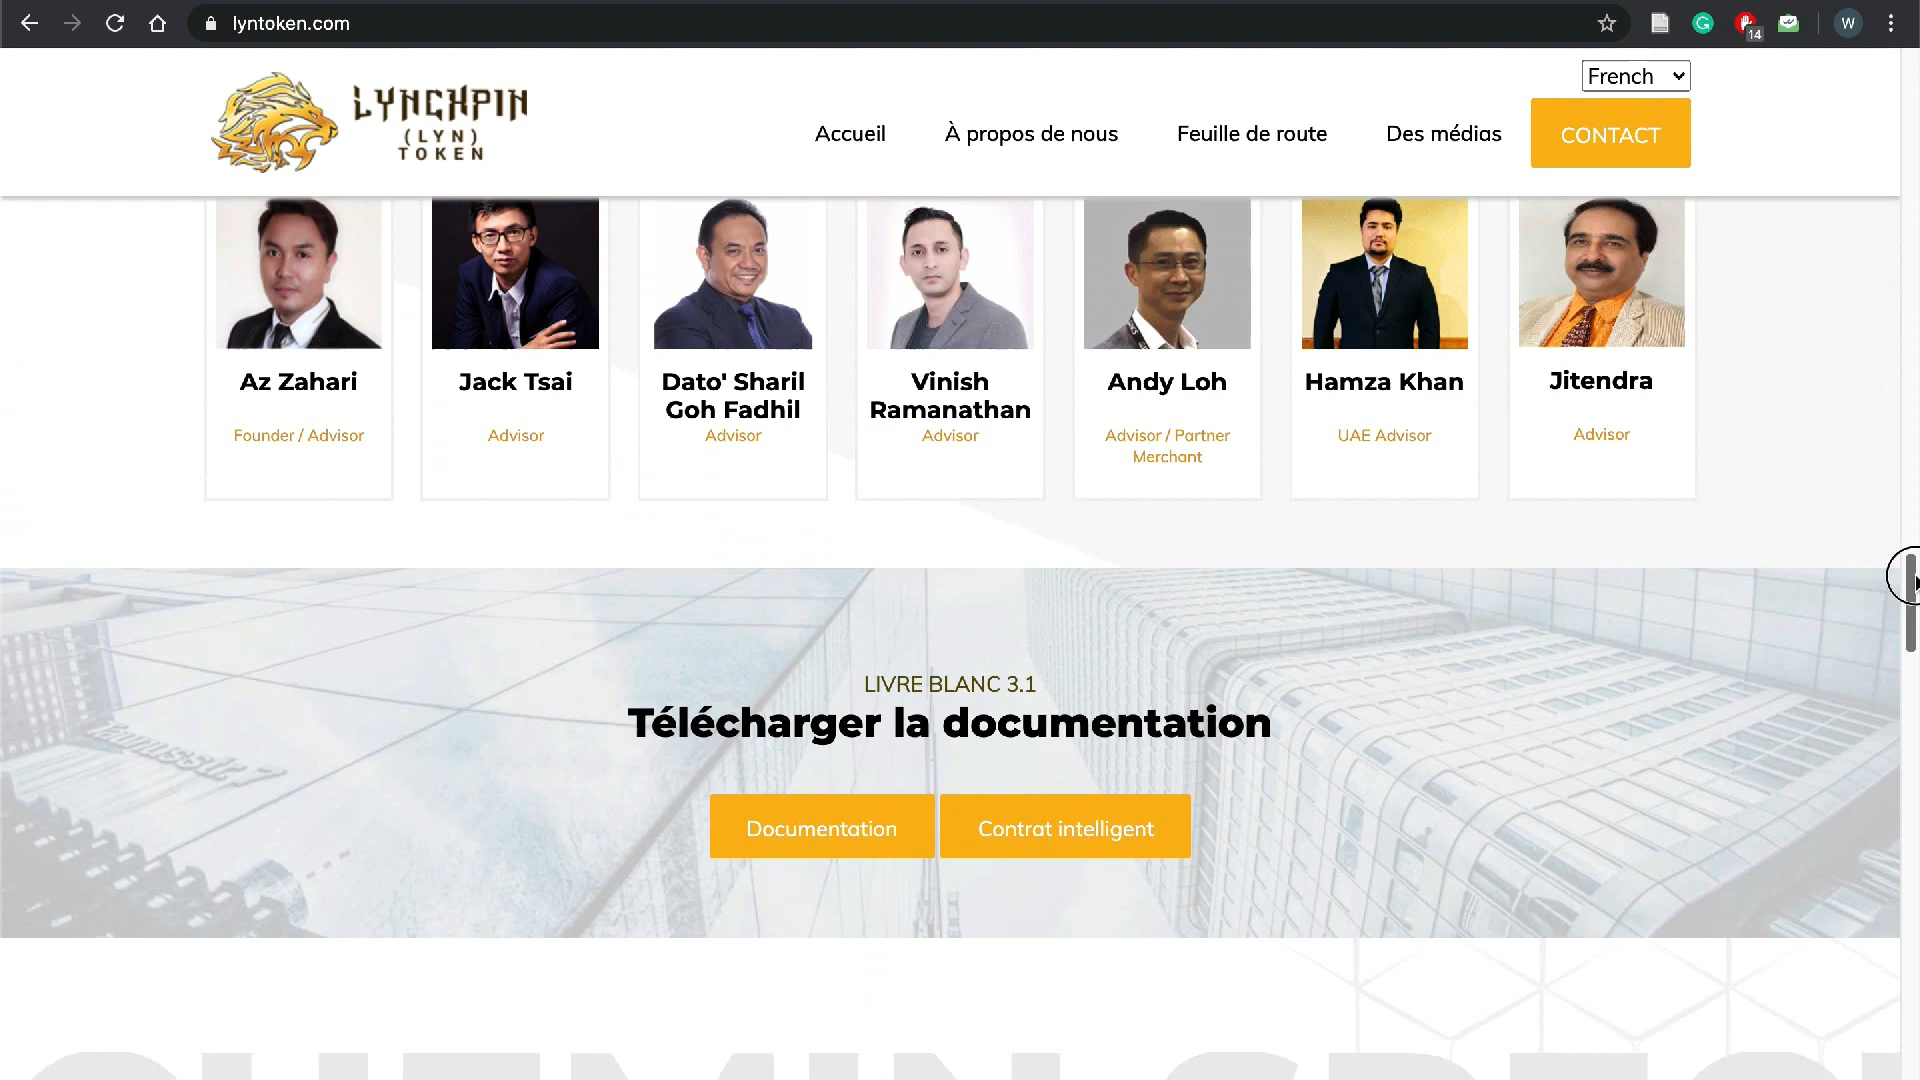 lyntoken.com
14
W
French
LYNCHPIN
(LYN)
TOKEN
Accueil
À propos de nous
Feuille de route
Des médias
CONTACT
Az Zahari
Founder / Advisor
Jack Tsai
Advisor
Dato' Sharil
Goh Fadhil
Advisor
Vinish
Ramanathan
Advisor
Andy Loh
Advisor / Partner
Merchant
Hamza Khan
UAE Advisor
Jitendra
Advisor
LIVRE BLANC 3.1
Télécharger la documentation
Documentation
Contrat intelligent